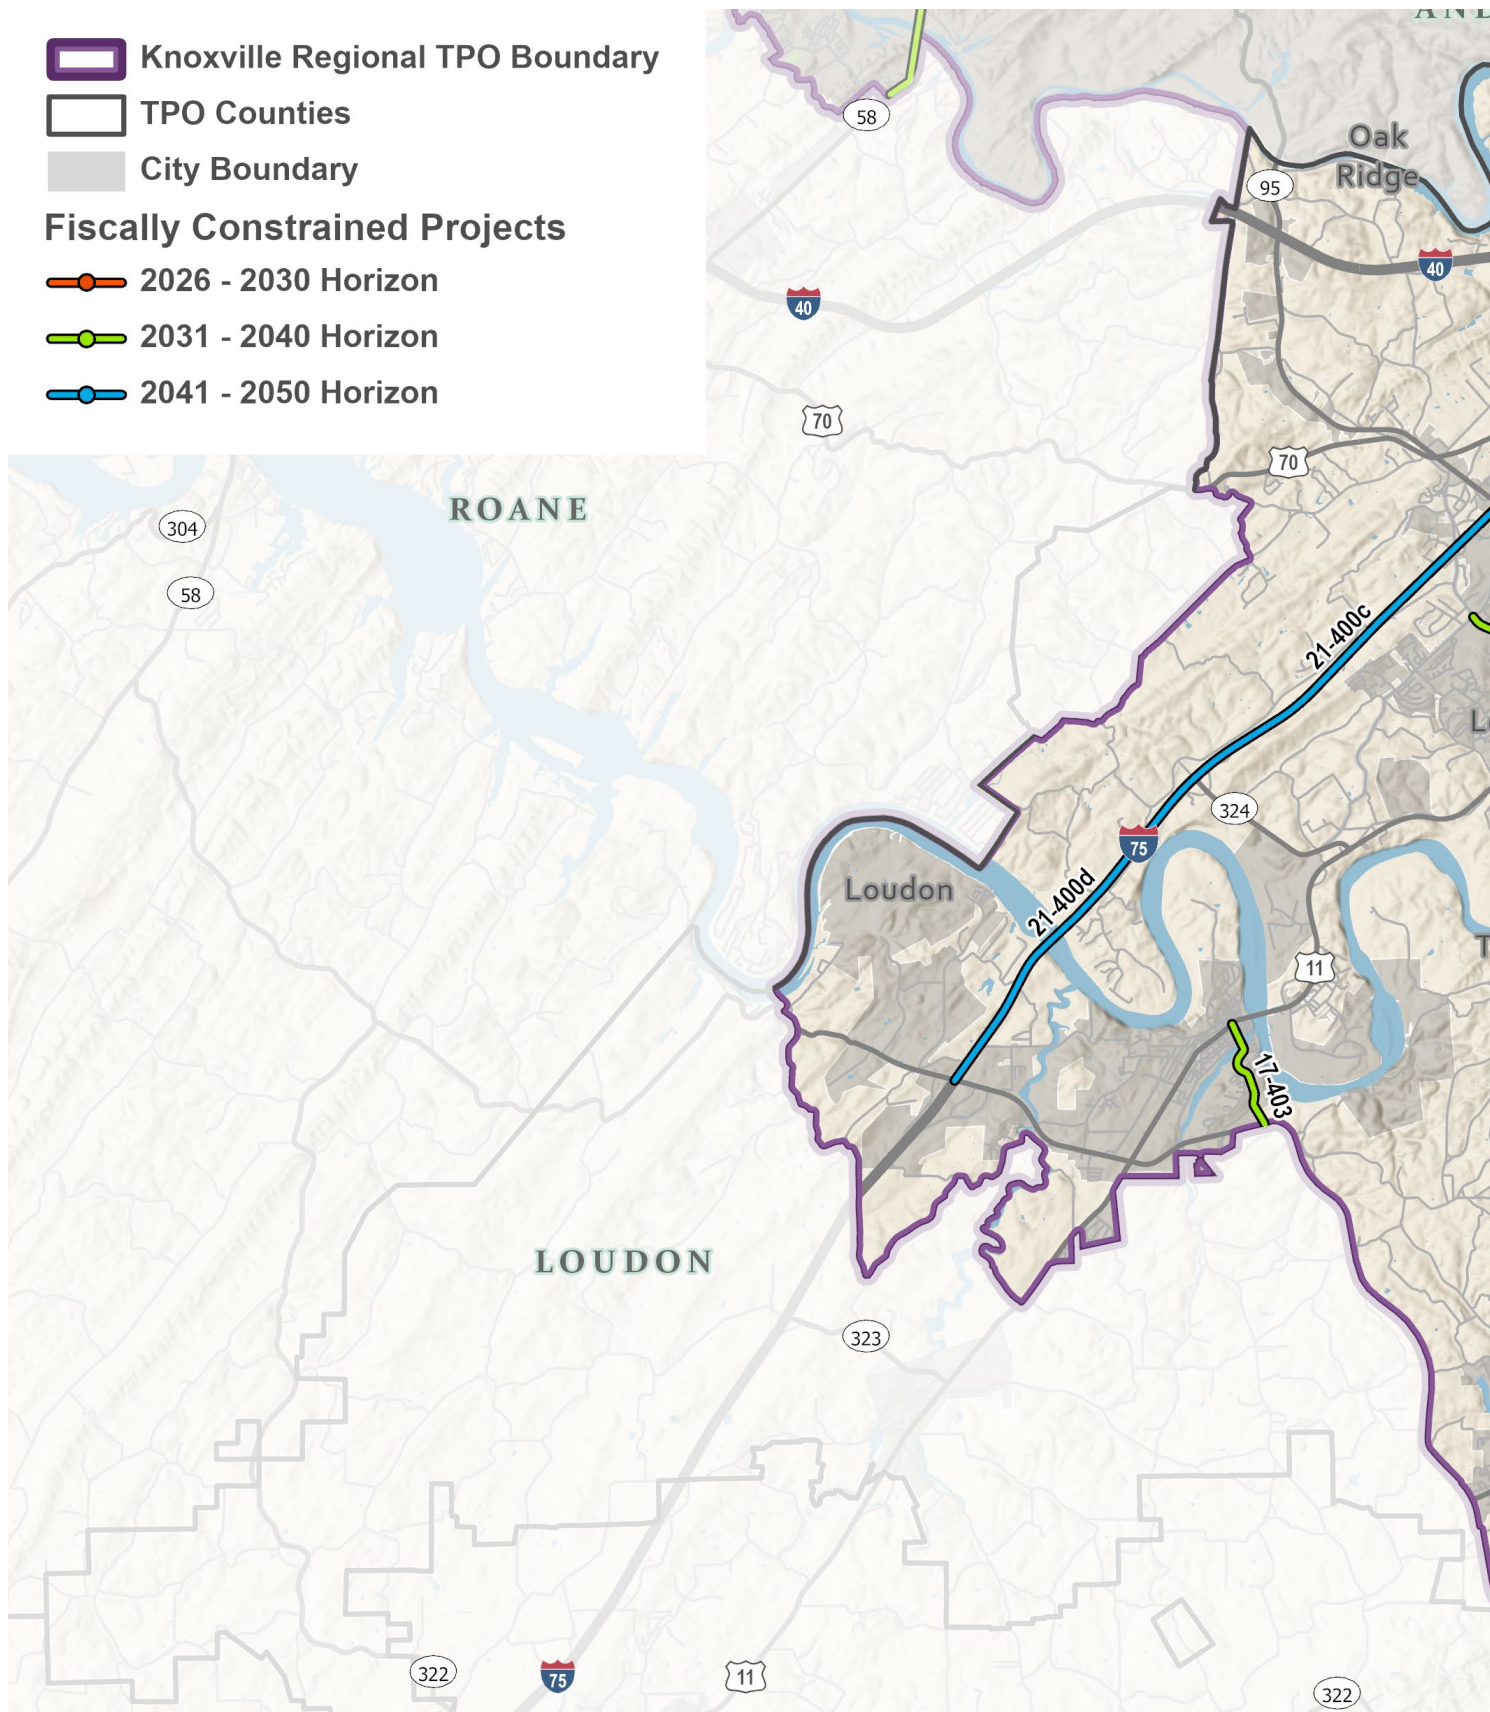 Knoxville Regional TPO Boundary
TPO Counties
City Boundary
Fiscally Constrained Projects
2026 - 2030 Horizon
2031 - 2040 Horizon
2041 - 2050 Horizon
58
Oak
Ridge
95
40
40
70
70
ROANE
304
58
21-400c
324
75
Loudon
21-400d
11
17-403
LOUDON
323
322
75
11
322